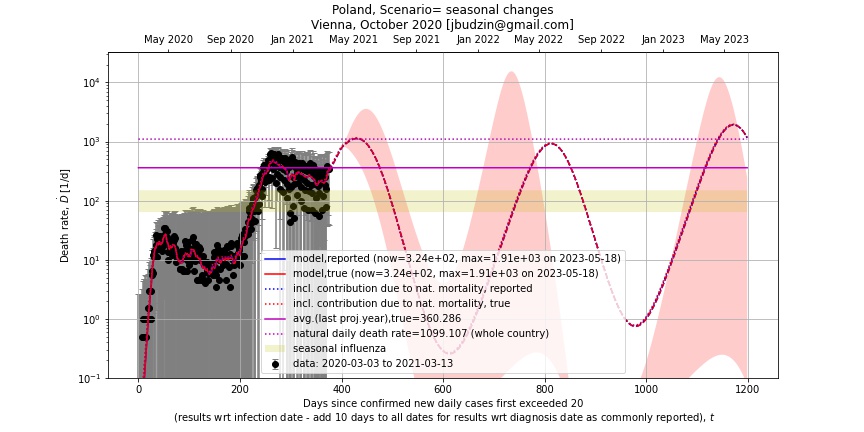 Poland, Scenario= seasonal changes
Vienna, October 2020 [jbudzin@gmail.com]
May 2020 Sep 2020 Jan 2021 May 2021 Sep 2021 Jan 2022 May 2022 Sep 2022 Jan 2023 May 2023
10⁴
10³
10²
10¹
10⁰
10⁻¹
Death rate, D [1/d]
model,reported (now=3.24e+02, max=1.91e+03 on 2023-05-18)
model,true (now=3.24e+02, max=1.91e+03 on 2023-05-18)
incl. contribution due to nat. mortality, reported
incl. contribution due to nat. mortality, true
avg.(last proj.year),true=360.286
natural daily death rate=1099.107 (whole country)
seasonal influenza
data: 2020-03-03 to 2021-03-13
0 200 400 600 800 1000 1200
Days since confirmed new daily cases first exceeded 20
(results wrt infection date - add 10 days to all dates for results wrt diagnosis date as commonly reported), t